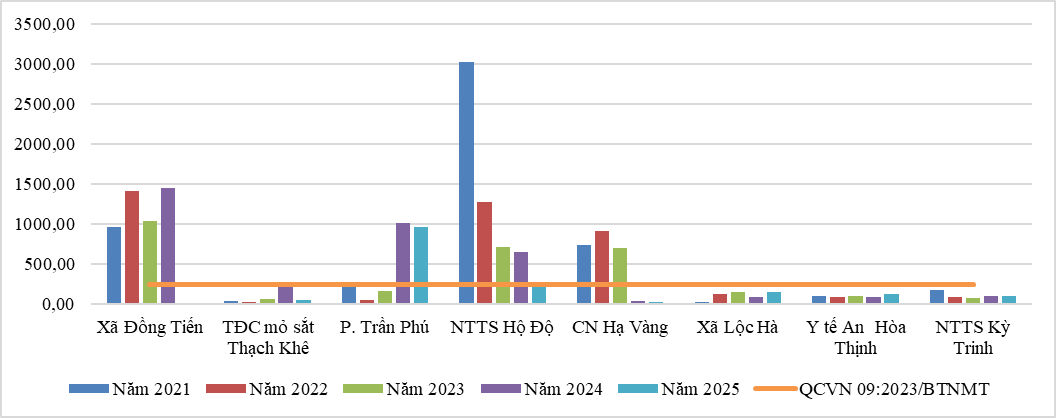 3500,00
3000,00
2500,00
2000,00
1500,00
1000,00
500,00
0,00
Xã Đồng Tiến
TĐC mỏ sắt
Thạch Khê
P. Trần Phú
NTTS Hộ Độ
CN Hạ Vàng
Xã Lộc Hà
Y tế An Hòa
Thịnh
NTTS Kỳ
Trinh
Năm 2021
Năm 2022
Năm 2023
Năm 2024
Năm 2025
QCVN 09:2023/BTNMT